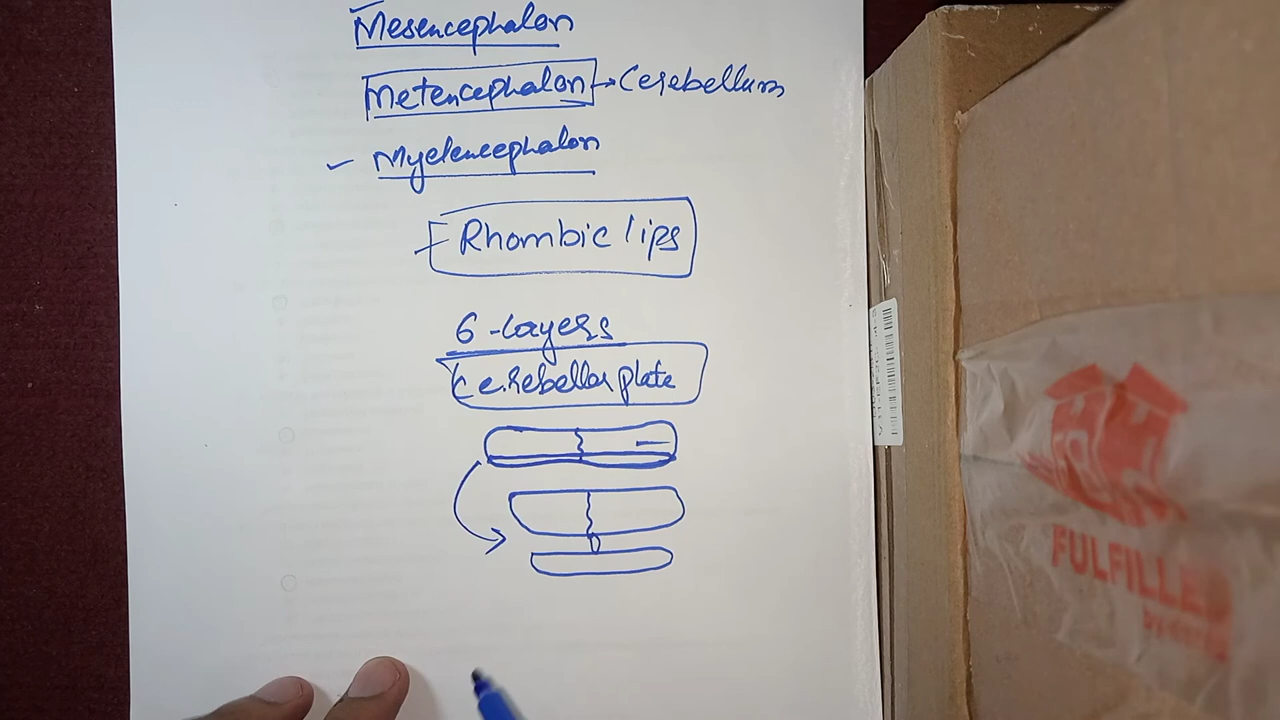 Mesencephalon
Metencephalon → Cerebellum
✓ Myelencephalon
Rhombic lips
6-layers
Cerebellar plate
FULFILLED